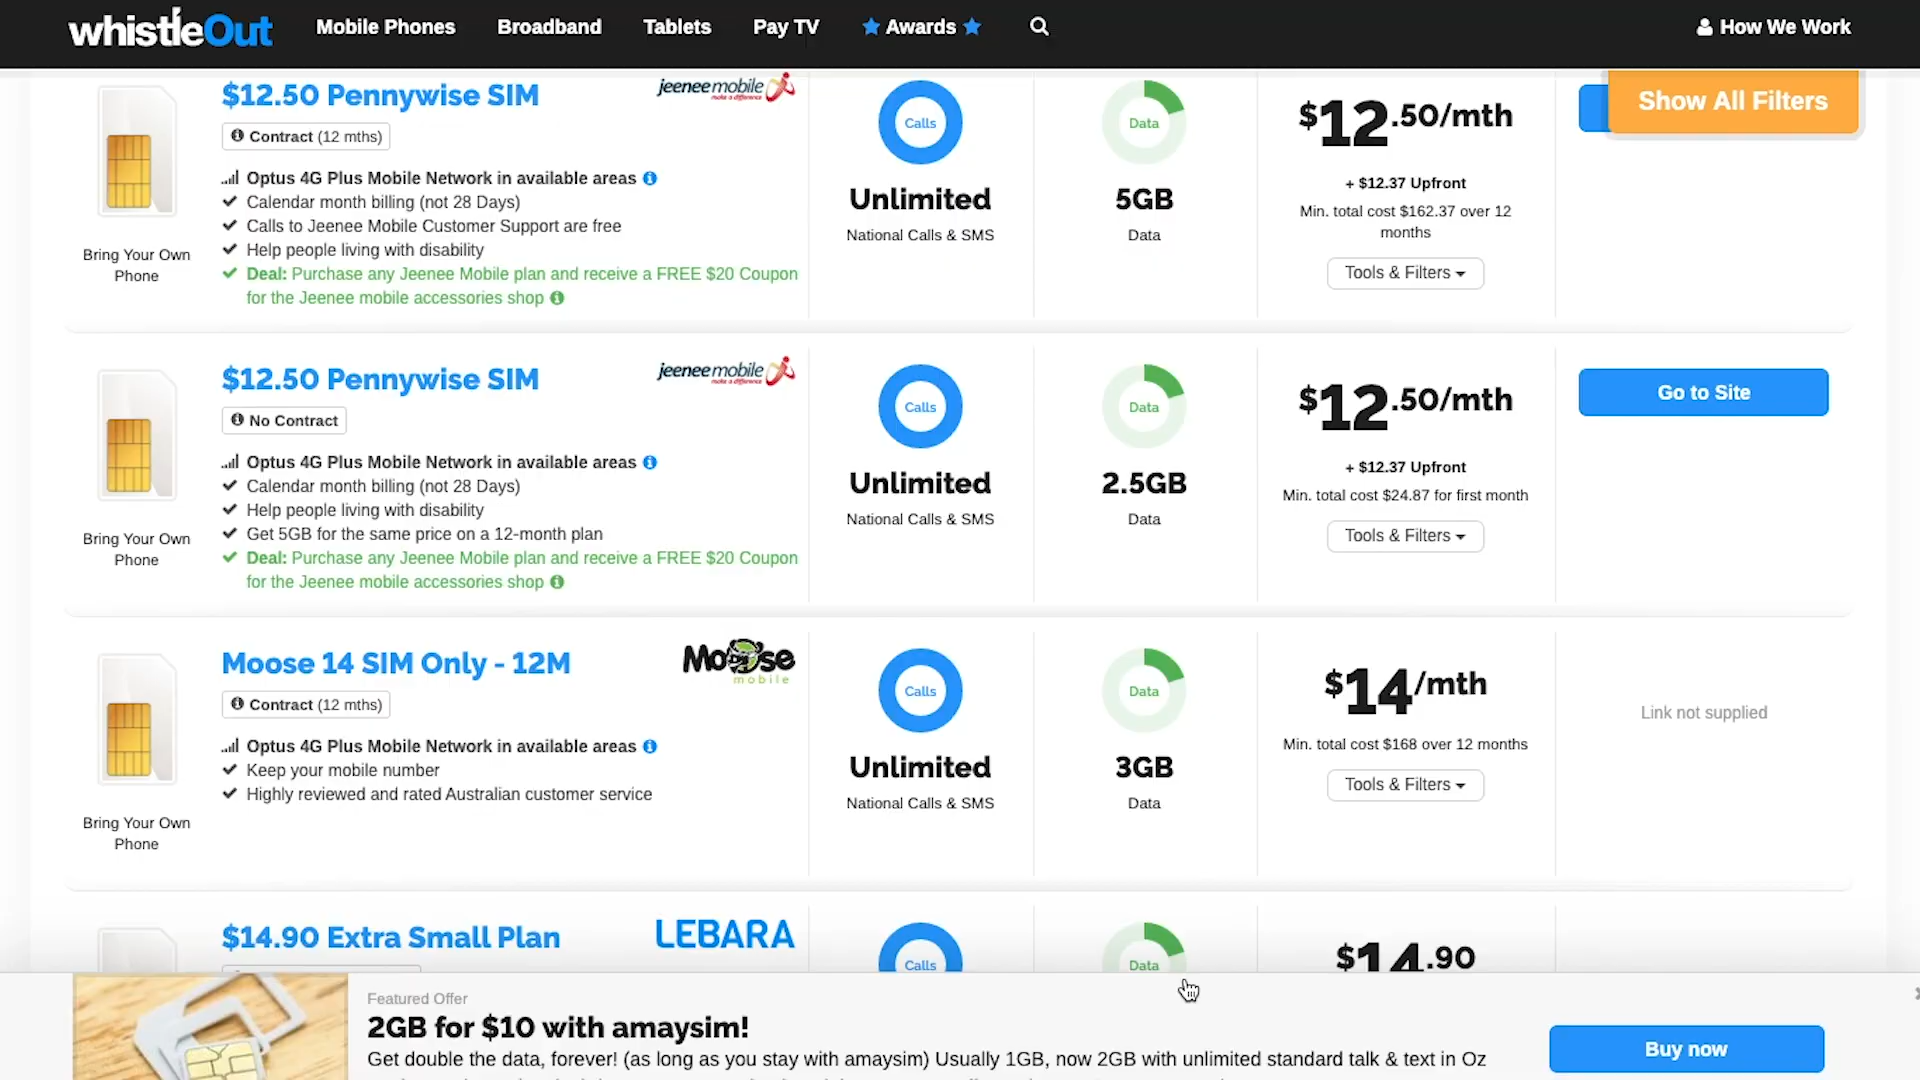 whistleOut Mobile Phones Broadband Tablets Pay TV Awards How We Work
$12.50 Pennywise SIM
jeenee mobile
make a difference
Contract (12 mths)
Optus 4G Plus Mobile Network in available areas
Calendar month billing (not 28 Days)
Calls to Jeenee Mobile Customer Support are free
Help people living with disability
Deal: Purchase any Jeenee Mobile plan and receive a FREE $20 Coupon
for the Jeenee mobile accessories shop
Bring Your Own
Phone
Calls
Unlimited
National Calls & SMS
Data
5GB
Data
$12.50/mth
+ $12.37 Upfront
Min. total cost $162.37 over 12
months
Tools & Filters
Show All Filters
$12.50 Pennywise SIM
jeenee mobile
make a difference
No Contract
Optus 4G Plus Mobile Network in available areas
Calendar month billing (not 28 Days)
Help people living with disability
Get 5GB for the same price on a 12-month plan
Deal: Purchase any Jeenee Mobile plan and receive a FREE $20 Coupon
for the Jeenee mobile accessories shop
Bring Your Own
Phone
Calls
Unlimited
National Calls & SMS
Data
2.5GB
Data
$12.50/mth
+ $12.37 Upfront
Min. total cost $24.87 for first month
Tools & Filters
Go to Site
Moose 14 SIM Only - 12M
Moose
mobile
Contract (12 mths)
Optus 4G Plus Mobile Network in available areas
Keep your mobile number
Highly reviewed and rated Australian customer service
Bring Your Own
Phone
Calls
Unlimited
National Calls & SMS
Data
3GB
Data
$14/mth
Min. total cost $168 over 12 months
Tools & Filters
Link not supplied
$14.90 Extra Small Plan
LEBARA
Calls
Data
$14.90
Featured Offer
2GB for $10 with amaysim!
Get double the data, forever! (as long as you stay with amaysim) Usually 1GB, now 2GB with unlimited standard talk & text in Oz
Buy now